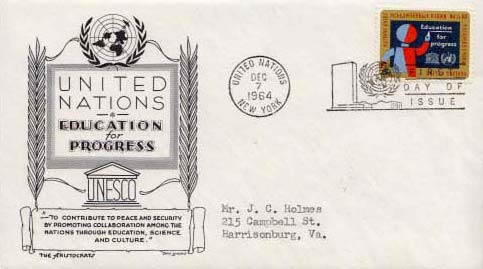 UNITED
NATIONS
EDUCATION
for
PROGRESS
UNESCO
"—TO CONTRIBUTE TO PEACE AND SECURITY
BY PROMOTING COLLABORATION AMONG THE
NATIONS THROUGH EDUCATION, SCIENCE
AND CULTURE."
THE ARISTOCRATS
UNITED NATIONS
DEC
7
1964
NEW YORK
Education
for
progress
DAY OF
ISSUE
Mr. J. C. Holmes
215 Campbell St.
Harrisonburg, Va.